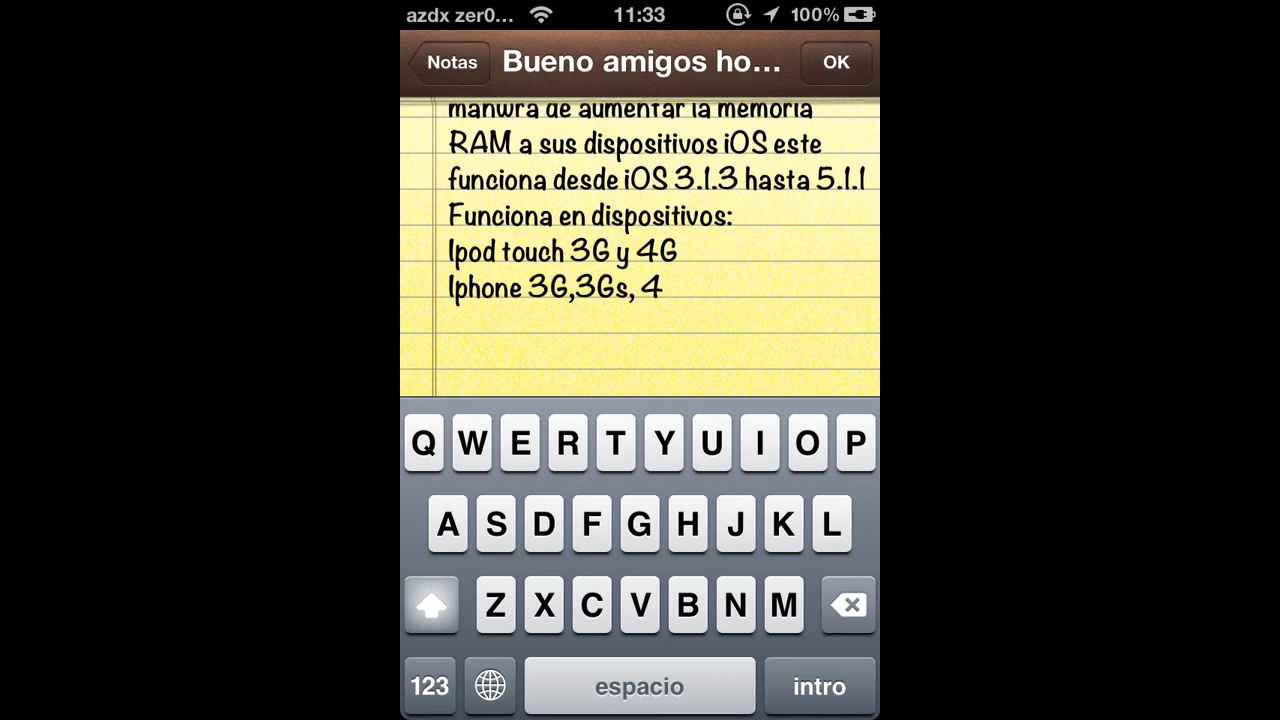 azdx zer0... 11:33 100%
Notas Bueno amigos ho... OK
manwra de aumentar la memoria
RAM a sus dispositivos iOS este
funciona desde iOS 3.1.3 hasta 5.1.1
Funciona en dispositivos:
Ipod touch 3G y 4G
Iphone 3G,3Gs, 4
Q W E R T Y U I O P
A S D F G H J K L
Z X C V B N M
123 espacio intro